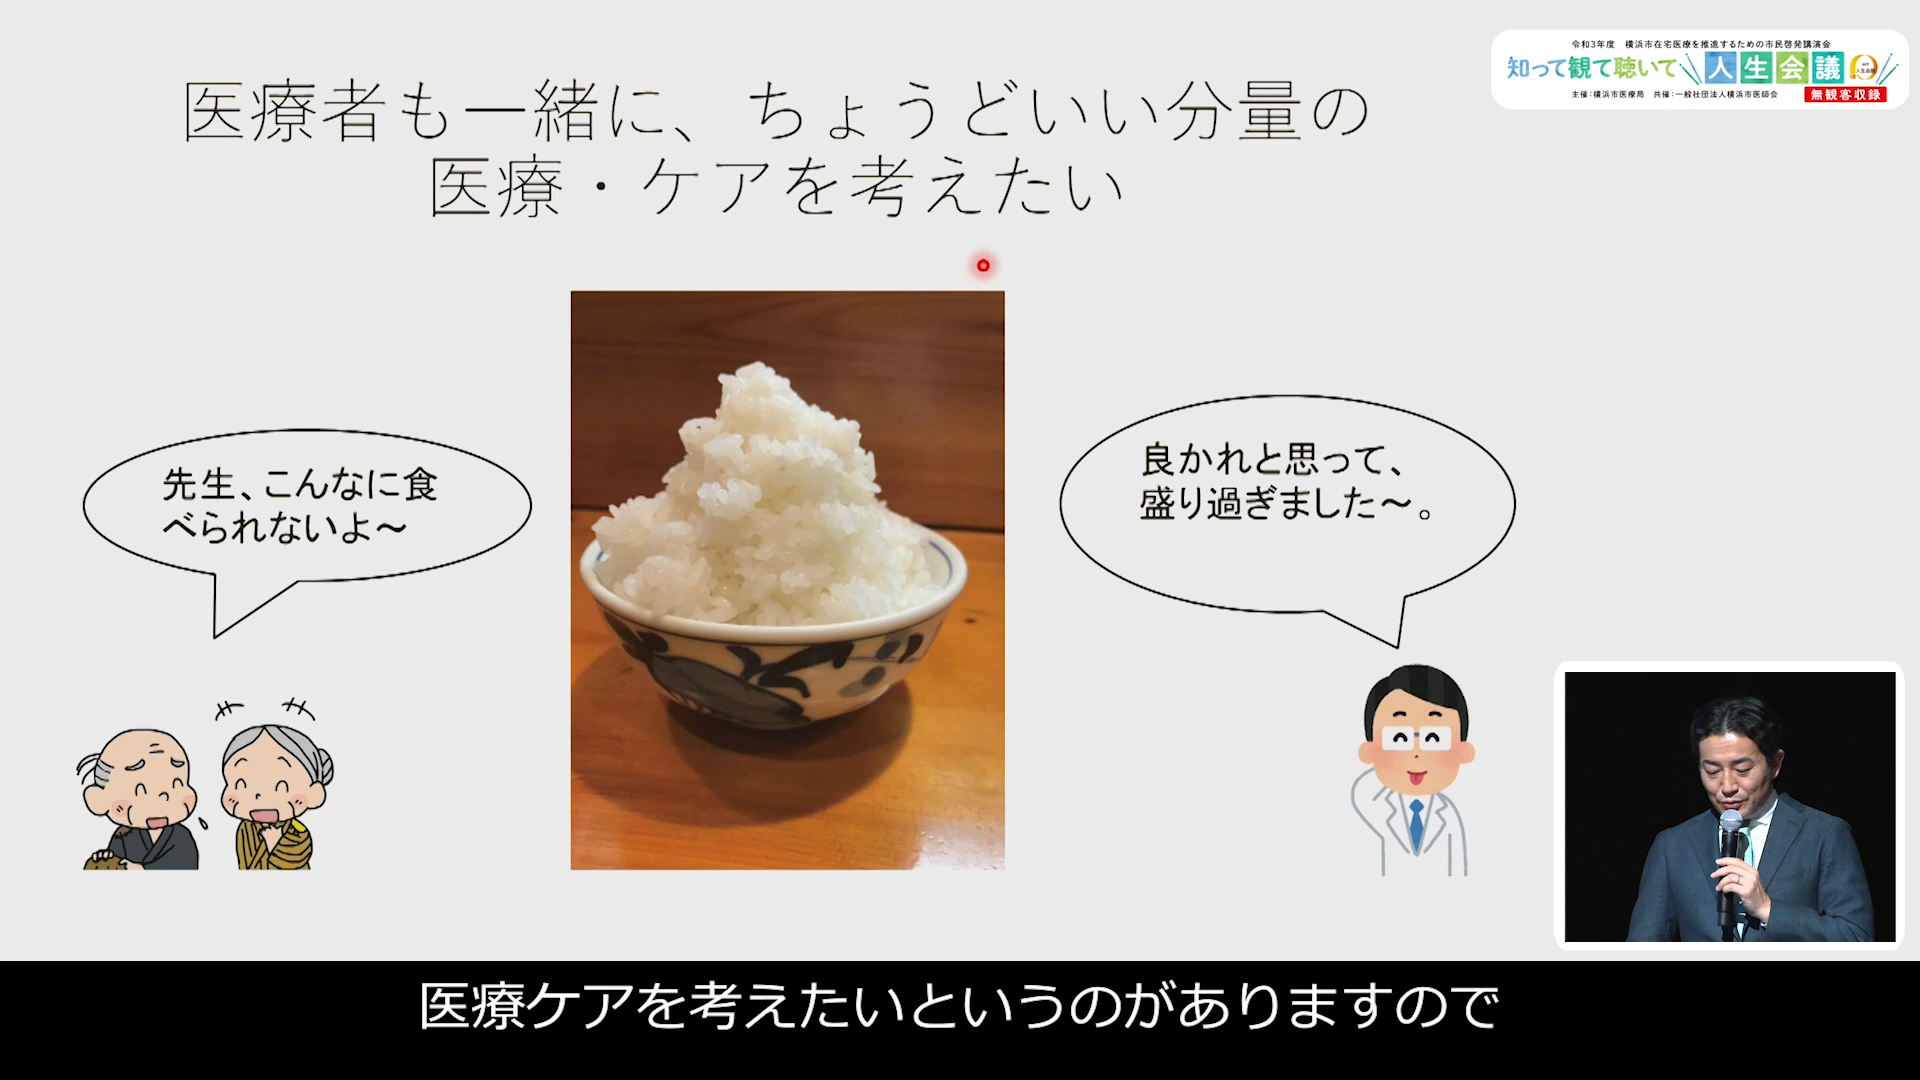 令和3年度　横浜市在宅医療を推進するための市民啓発講演会
知って観て聴いて 人生会議
人生会議
主催：横浜市医療局　共催：一般社団法人横浜市医師会
無観客収録
医療者も一緒に、ちょうどいい分量の
医療・ケアを考えたい
先生、こんなに食
べられないよ～
良かれと思って、
盛り過ぎました～。
医療ケアを考えたいというのがありますので